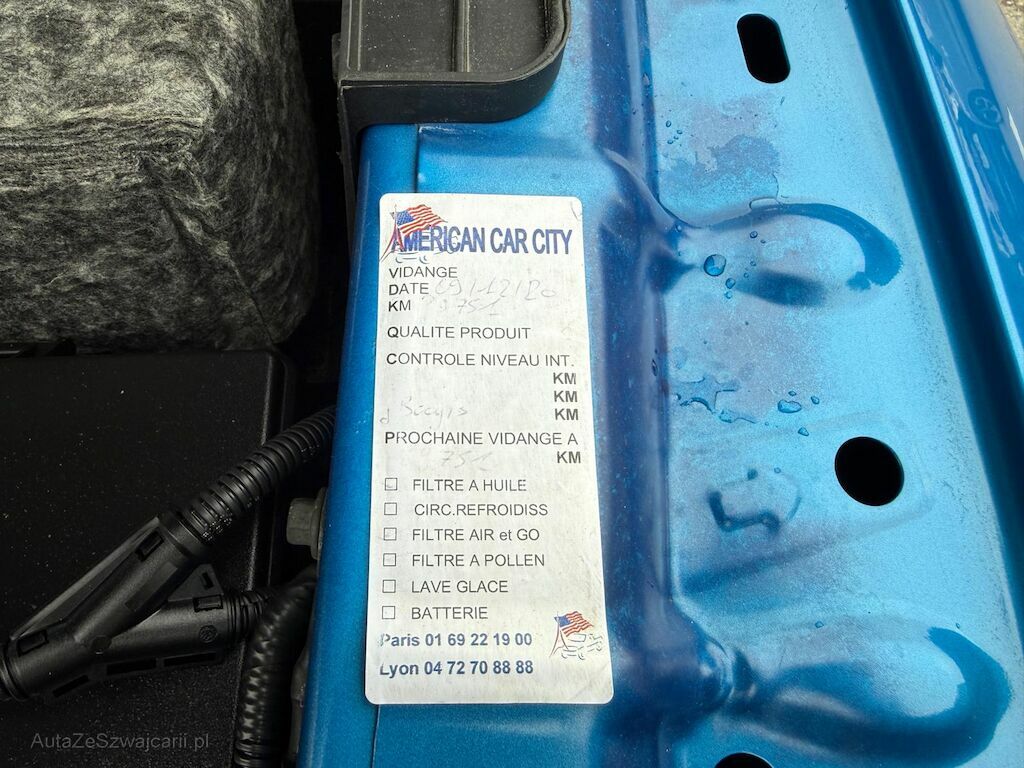 AMERICAN CAR CITY
VIDANGE
DATE
KM
QUALITE PRODUIT
CONTROLE NIVEAU INT.
KM
KM
KM
PROCHAINE VIDANGE A
751 KM
FILTRE A HUILE
CIRC.REFROIDISS
FILTRE AIR et GO
FILTRE A POLLEN
LAVE GLACE
BATTERIE
Paris 01 69 22 19 00
Lyon 04 72 70 88 88
AutaZeSzwajcarii.pl